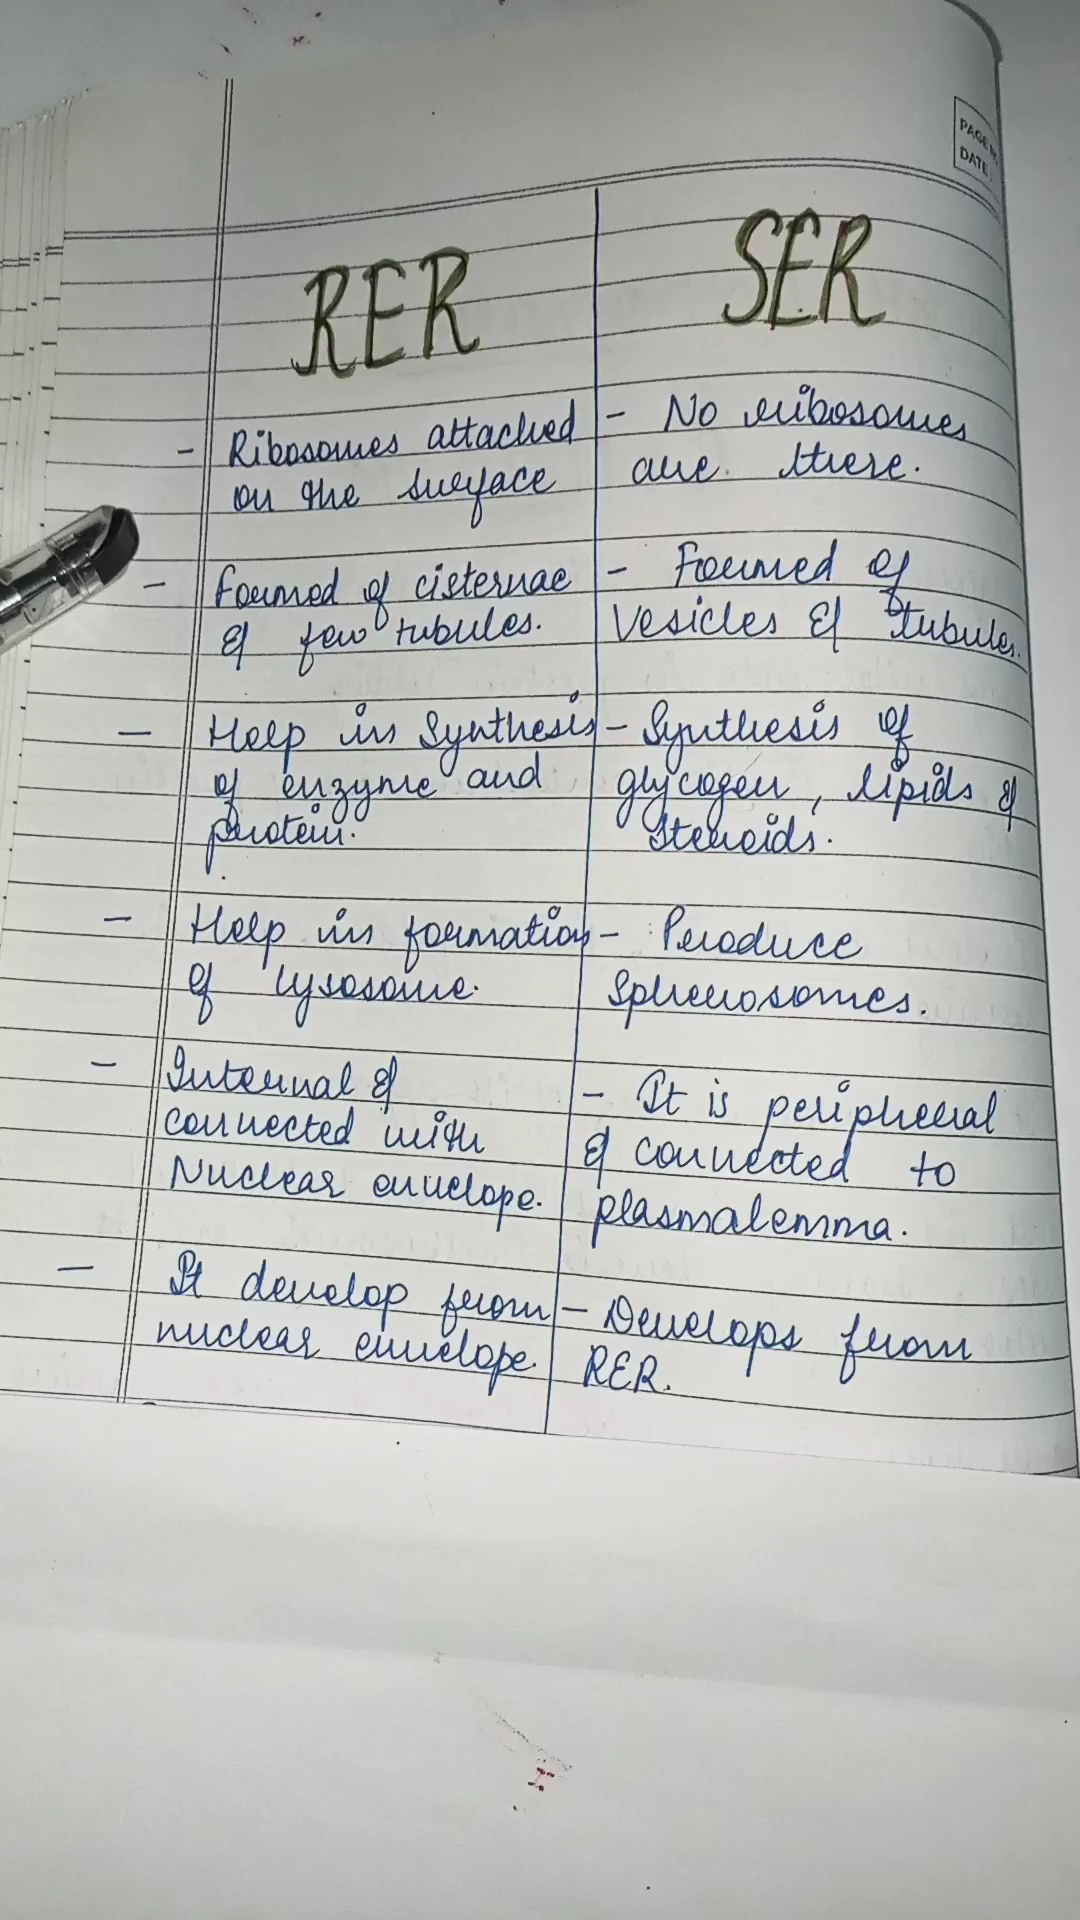 PAGE
DATE
RER
SER
- Ribosomes attached
on the surface
- No ribosomes
are there.
- Formed of cisternae
& few tubules.
- Formed of
Vesicles & tubules.
- Help in Synthesis
of enzyme and
protein.
- Synthesis of
glycogen, lipids &
Steroids.
- Help in formation
of lysosome.
- Produce
Spherosomes.
- Internal &
connected with
Nuclear envelope.
- It is peripheral
& connected to
plasmalemma.
- It develop from
nuclear envelope.
- Develops from
RER.